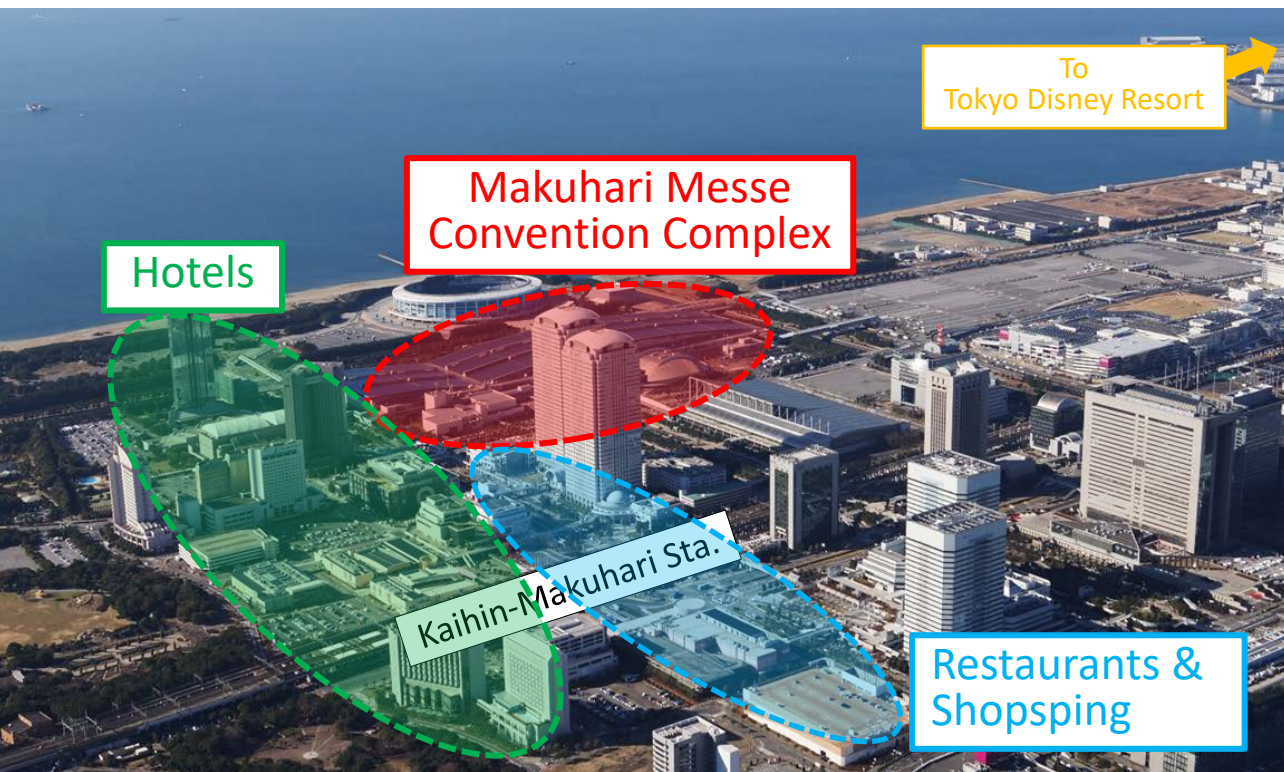 To
Tokyo Disney Resort
Makuhari Messe
Convention Complex
Hotels
Kaihin-Makuhari Sta.
Restaurants &
Shopsping